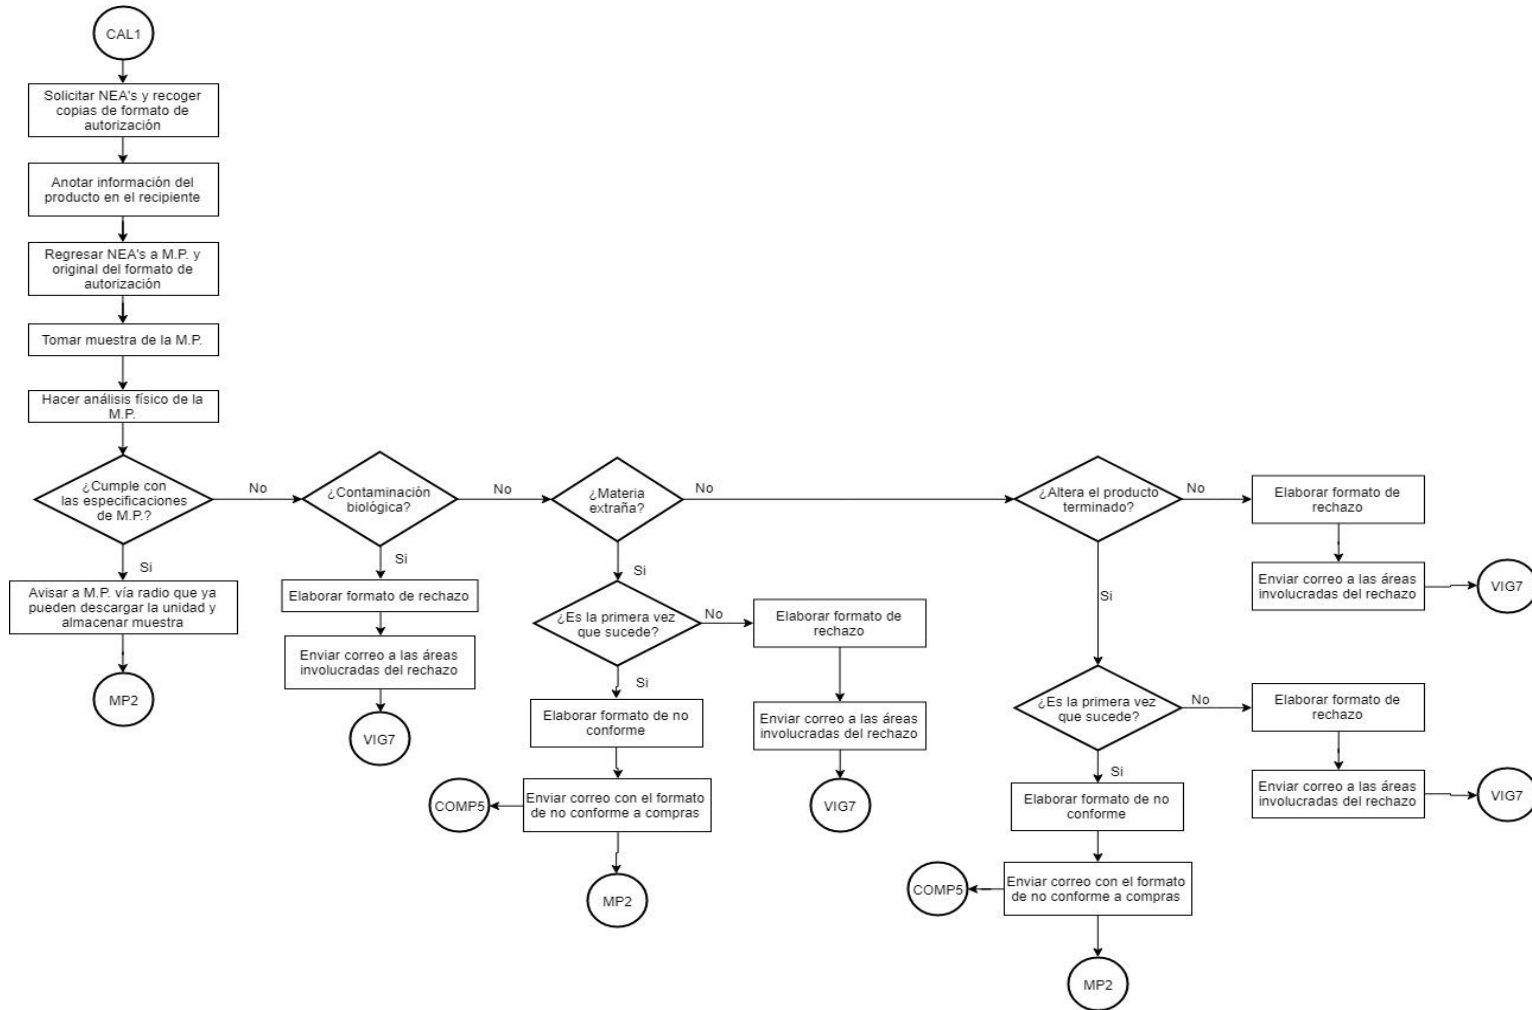 CAL1
Solicitar NEA's y recoger
copias de formato de
autorización
Anotar información del
producto en el recipiente
Regresar NEA's a M.P. y
original del formato de
autorización
Tomar muestra de la M.P.
Hacer análisis físico de la
M.P.
¿Cumple con
las especificaciones
de M.P.?
No
Si
Avisar a M.P. vía radio que ya
pueden descargar la unidad y
almacenar muestra
MP2
¿Contaminación
biológica?
No
Si
Elaborar formato de rechazo
Enviar correo a las áreas
involucradas del rechazo
VIG7
¿Materia
extraña?
No
Si
¿Es la primera vez
que sucede?
No
Elaborar formato de
rechazo
Enviar correo a las áreas
involucradas del rechazo
VIG7
Si
Elaborar formato de no
conforme
Enviar correo con el formato
de no conforme a compras
COMP5
MP2
¿Altera el producto
terminado?
No
Elaborar formato de
rechazo
Enviar correo a las áreas
involucradas del rechazo
VIG7
Si
¿Es la primera vez
que sucede?
No
Elaborar formato de
rechazo
Enviar correo a las áreas
involucradas del rechazo
VIG7
Si
Elaborar formato de no
conforme
Enviar correo con el formato
de no conforme a compras
COMP5
MP2